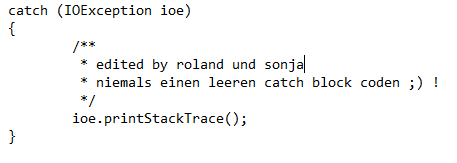 catch (IOException ioe)
{
/**
* edited by roland und sonja
* niemals einen leeren catch block coden ;) !
*/
ioe.printStackTrace();
}